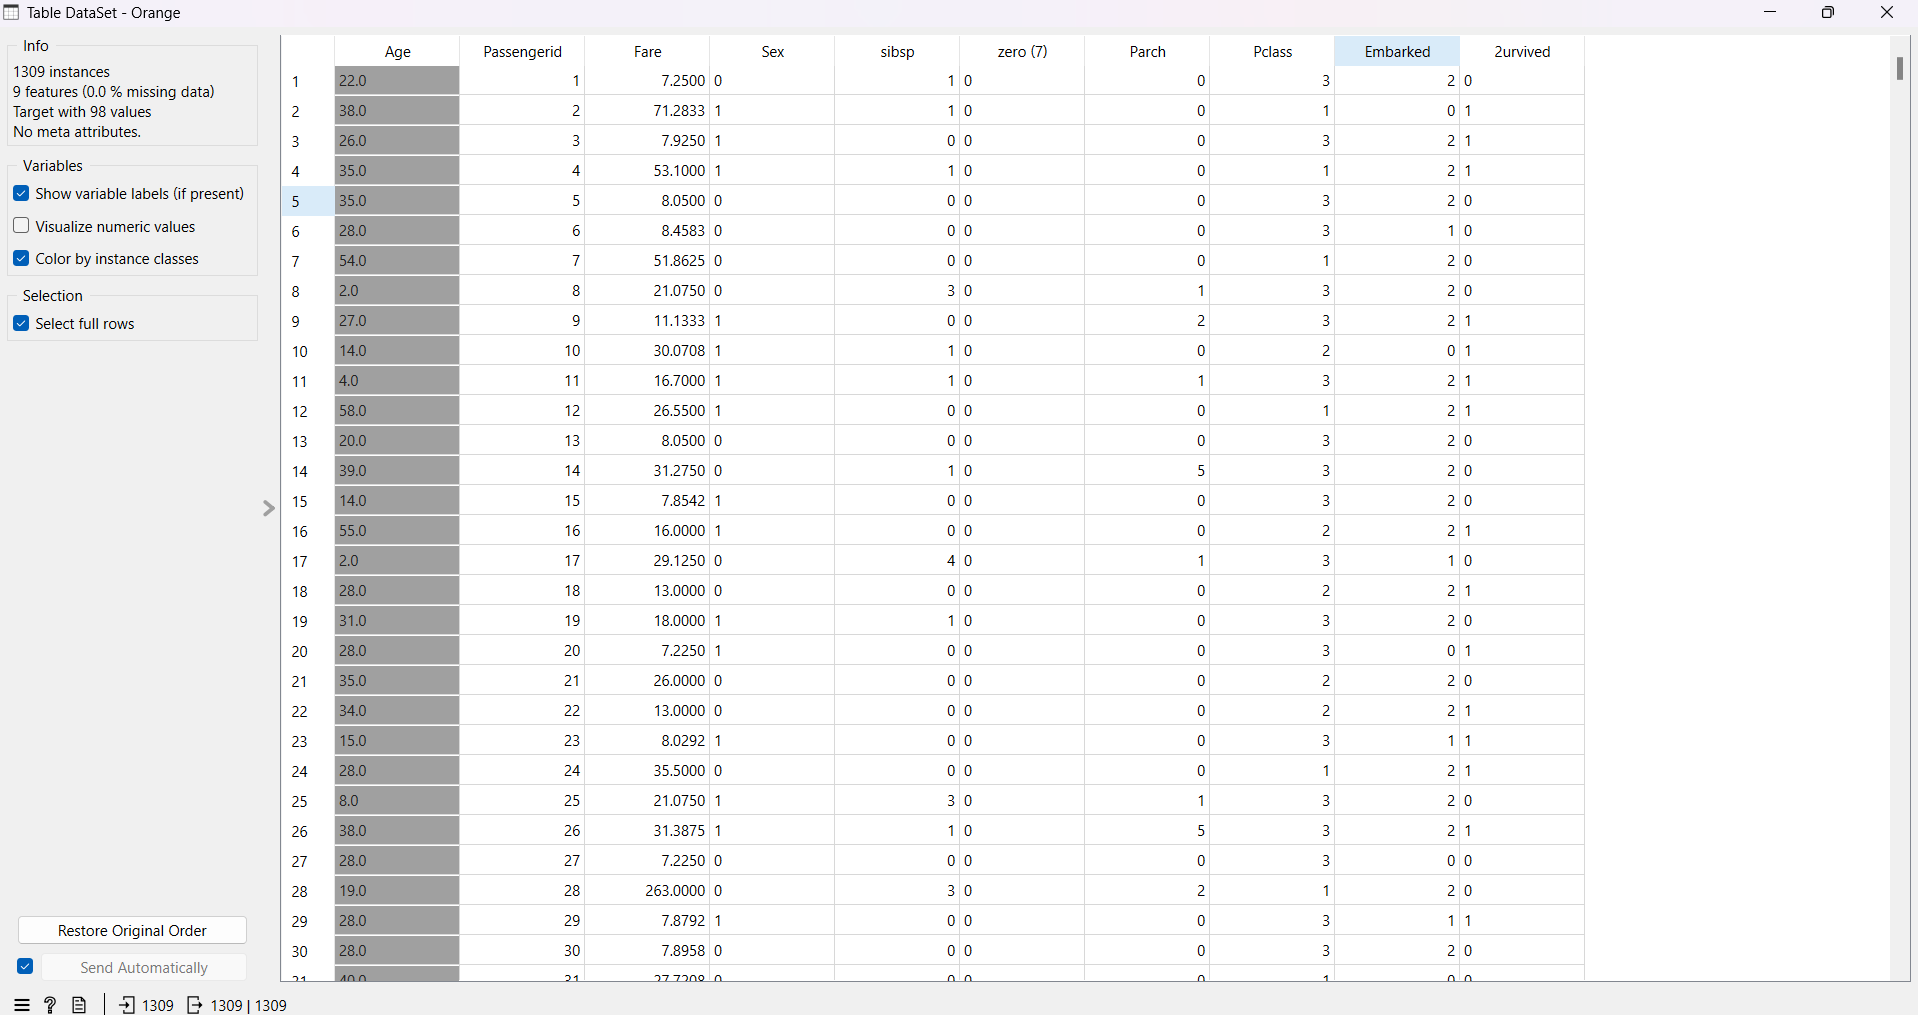 Table DataSet - Orange
Info
1309 instances
9 features (0.0 % missing data)
Target with 98 values
No meta attributes.
Variables
Show variable labels (if present)
Visualize numeric values
Color by instance classes
Selection
Select full rows
Restore Original Order
Send Automatically
Age Passengerid Fare Sex sibsp zero (7) Parch Pclass Embarked 2urvived
1 22.0 1 7.2500 0 1 0 0 3 2 0
2 38.0 2 71.2833 1 1 0 0 1 0 1
3 26.0 3 7.9250 1 0 0 0 3 2 1
4 35.0 4 53.1000 1 1 0 0 1 2 1
5 35.0 5 8.0500 0 0 0 0 3 2 0
6 28.0 6 8.4583 0 0 0 0 3 1 0
7 54.0 7 51.8625 0 0 0 0 1 2 0
8 2.0 8 21.0750 0 3 0 1 3 2 0
9 27.0 9 11.1333 1 0 0 2 3 2 1
10 14.0 10 30.0708 1 1 0 0 2 0 1
11 4.0 11 16.7000 1 1 0 1 3 2 1
12 58.0 12 26.5500 1 0 0 0 1 2 1
13 20.0 13 8.0500 0 0 0 0 3 2 0
14 39.0 14 31.2750 0 1 0 5 3 2 0
15 14.0 15 7.8542 1 0 0 0 3 2 0
16 55.0 16 16.0000 1 0 0 0 2 2 1
17 2.0 17 29.1250 0 4 0 1 3 1 0
18 28.0 18 13.0000 0 0 0 0 2 2 1
19 31.0 19 18.0000 1 1 0 0 3 2 0
20 28.0 20 7.2250 1 0 0 0 3 0 1
21 35.0 21 26.0000 0 0 0 0 2 2 0
22 34.0 22 13.0000 0 0 0 0 2 2 1
23 15.0 23 8.0292 1 0 0 0 3 1 1
24 28.0 24 35.5000 0 0 0 0 1 2 1
25 8.0 25 21.0750 1 3 0 1 3 2 0
26 38.0 26 31.3875 1 1 0 5 3 2 1
27 28.0 27 7.2250 0 0 0 0 3 0 0
28 19.0 28 263.0000 0 3 0 2 1 2 0
29 28.0 29 7.8792 1 0 0 0 3 1 1
30 28.0 30 7.8958 0 0 0 0 3 2 0
31 40.0 31 27.7208 0 0 0 0 1 0 0
1309 1309 | 1309